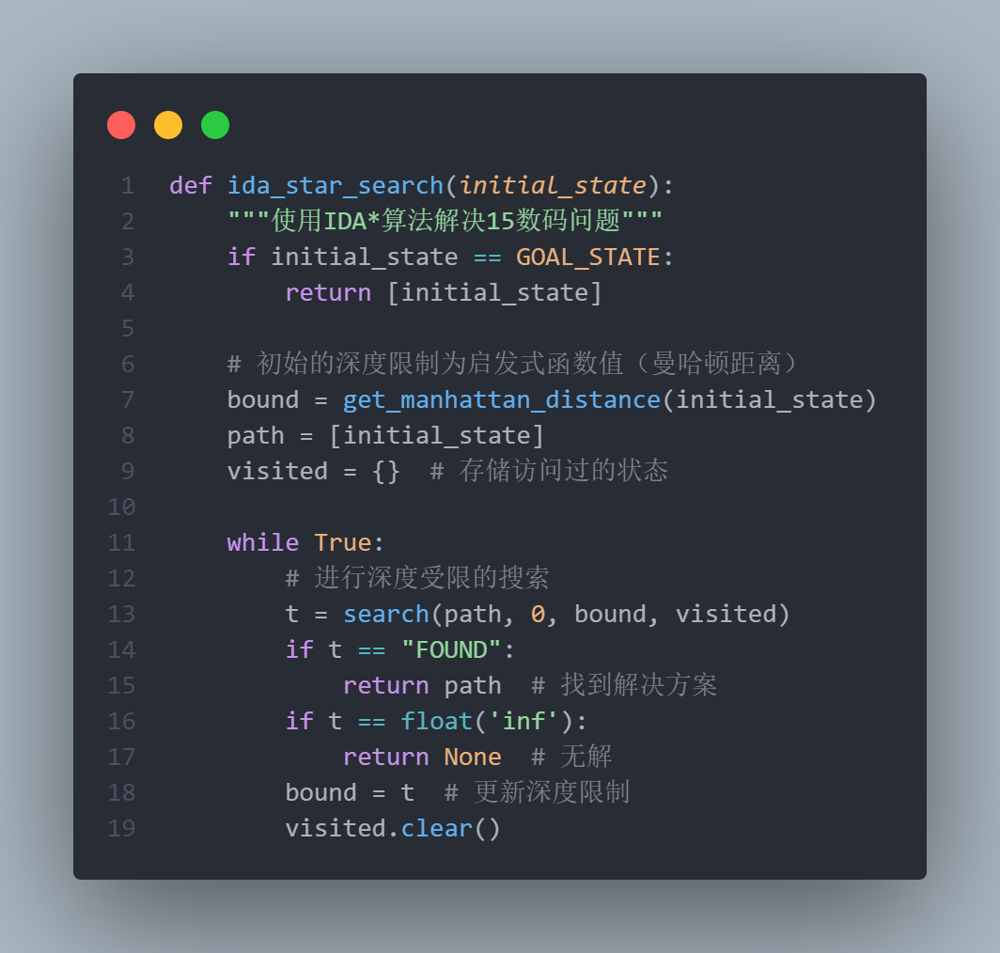 1 def ida_star_search(initial_state):
2     """使用IDA*算法解决15数码问题"""
3     if initial_state == GOAL_STATE:
4         return [initial_state]
5
6     # 初始的深度限制为启发式函数值（曼哈顿距离）
7     bound = get_manhattan_distance(initial_state)
8     path = [initial_state]
9     visited = {}  # 存储访问过的状态
10
11     while True:
12         # 进行深度受限的搜索
13         t = search(path, 0, bound, visited)
14         if t == "FOUND":
15             return path  # 找到解决方案
16         if t == float('inf'):
17             return None  # 无解
18         bound = t  # 更新深度限制
19         visited.clear()